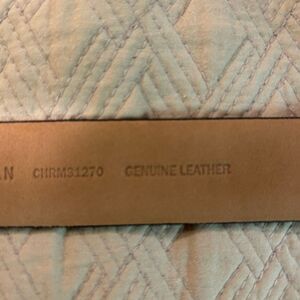 N CHRM31270 GENUINE LEATHER